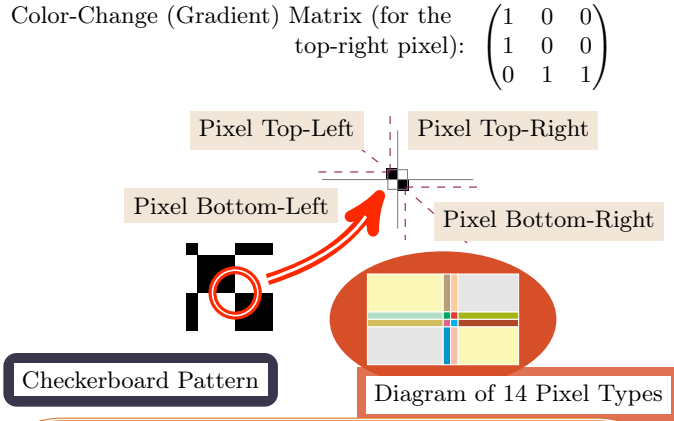 Color-Change (Gradient) Matrix (for the
top-right pixel):
1 0 0
1 0 0
0 1 1
Pixel Top-Left
Pixel Top-Right
Pixel Bottom-Left
Pixel Bottom-Right
Checkerboard Pattern
Diagram of 14 Pixel Types